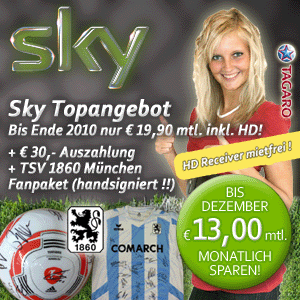 sky
TAGARO
Sky Topangebot
Bis Ende 2010 nur € 19,90 mtl. inkl. HD!
+ € 30,- Auszahlung
+ TSV 1860 München
Fanpaket (handsigniert !!)
HD Receiver mietfrei !
BIS
DEZEMBER
€ 13,00 mtl.
MONATLICH
SPAREN!
1860
COMARCH